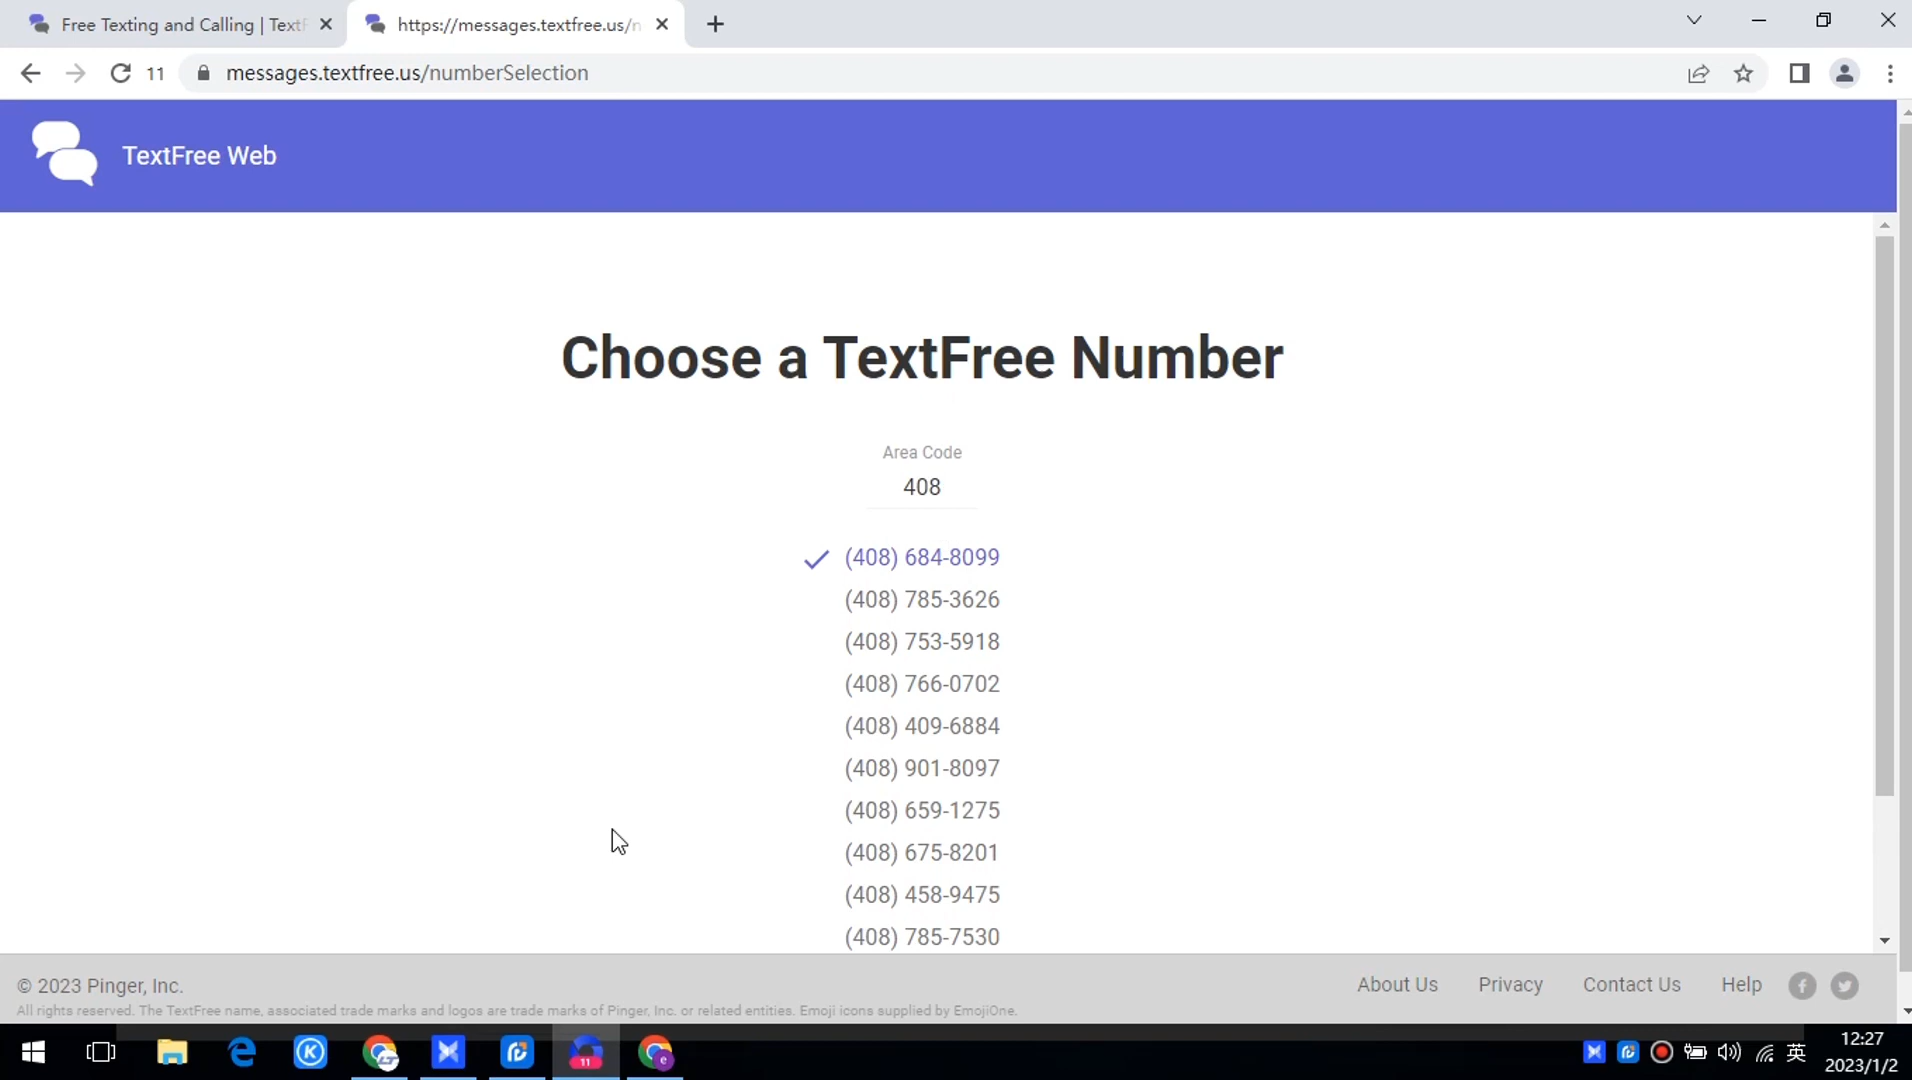 Free Texting and Calling | TextF
https://messages.textfree.us/n
11
messages.textfree.us/numberSelection
TextFree Web
Choose a TextFree Number
Area Code
408
(408) 684-8099
(408) 785-3626
(408) 753-5918
(408) 766-0702
(408) 409-6884
(408) 901-8097
(408) 659-1275
(408) 675-8201
(408) 458-9475
(408) 785-7530
© 2023 Pinger, Inc.
About Us Privacy Contact Us Help
All rights reserved. The TextFree name, associated trade marks and logos are trade marks of Pinger, Inc. or related entities. Emoji icons supplied by EmojiOne.
11
英
12:27
2023/1/2